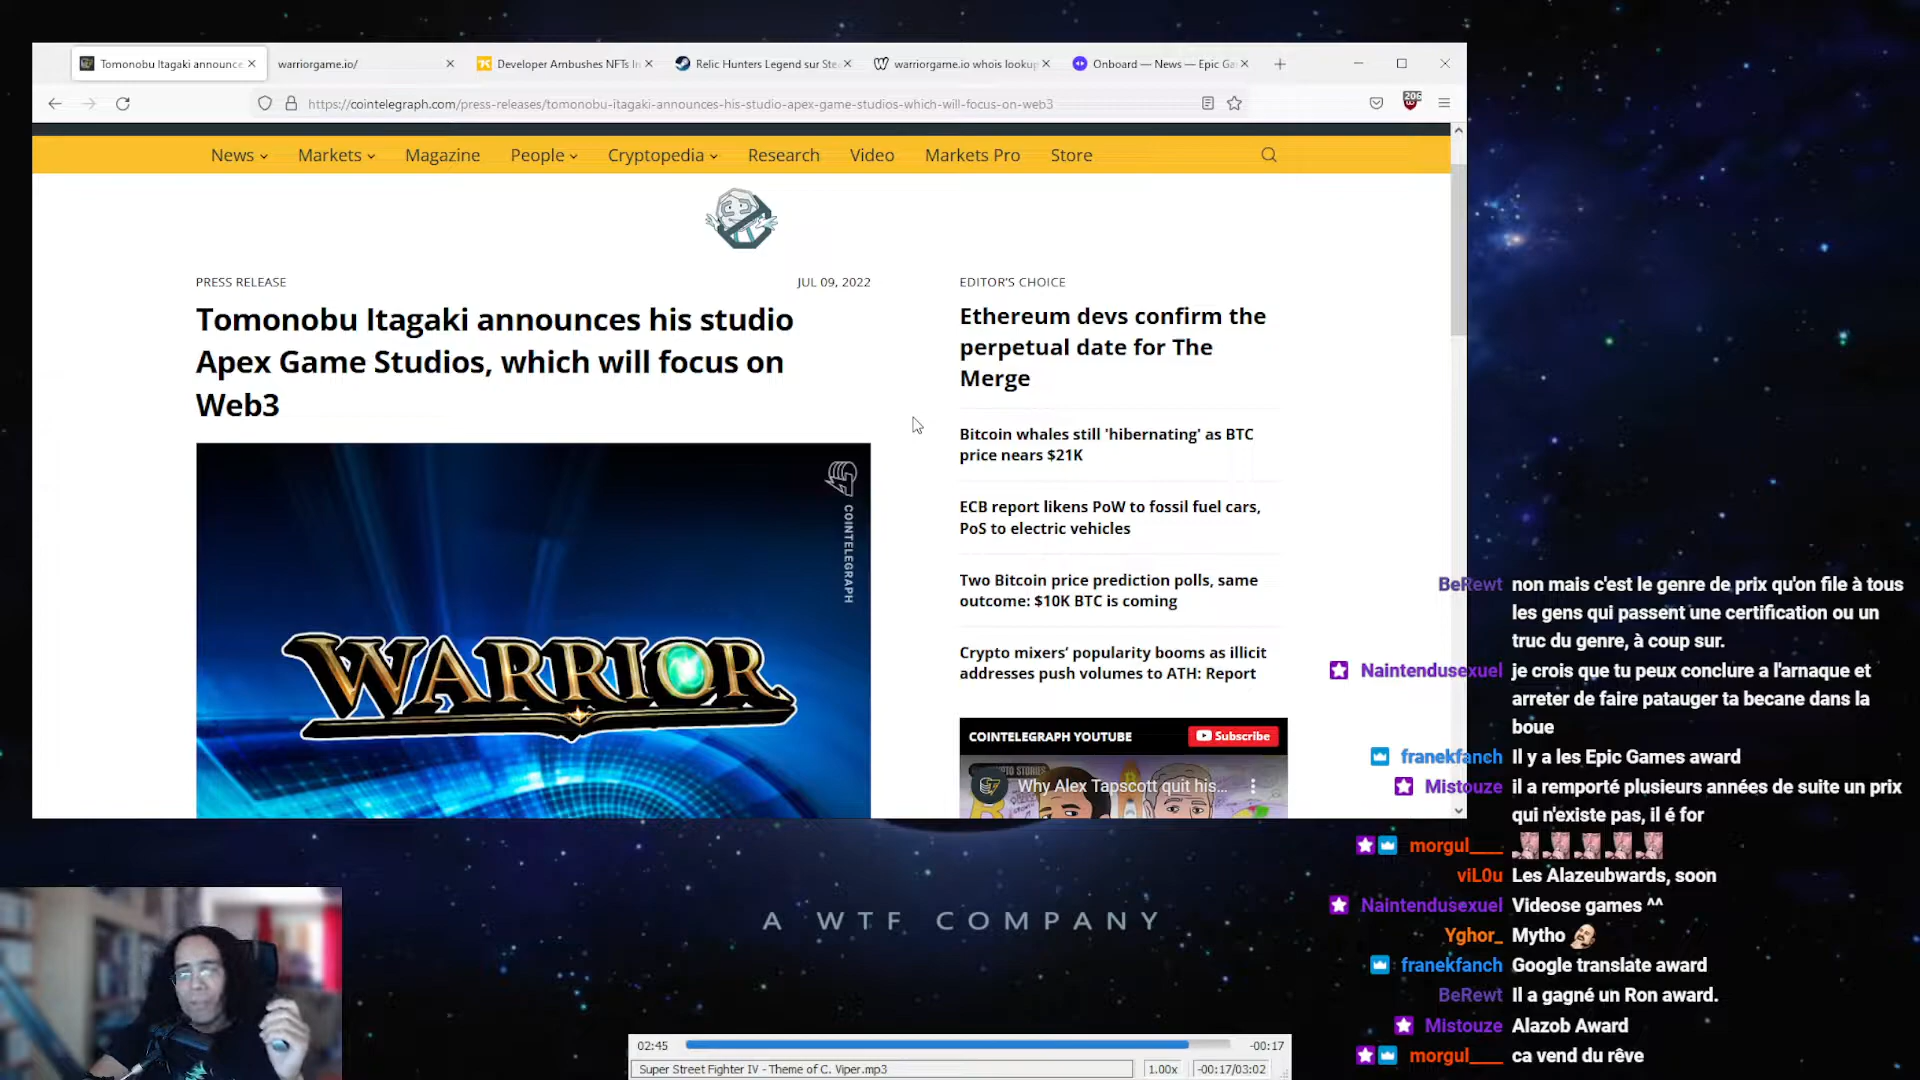 Tomonobu Itagaki announce
warriorgame.io/
Developer Ambushes NFTs In
Relic Hunters Legend sur Ste
warriorgame.io whois lookup
Onboard — News — Epic Ga
https://cointelegraph.com/press-releases/tomonobu-itagaki-announces-his-studio-apex-game-studios-which-will-focus-on-web3
206
News
Markets
Magazine
People
Cryptopedia
Research
Video
Markets Pro
Store
PRESS RELEASE
JUL 09, 2022
Tomonobu Itagaki announces his studio
Apex Game Studios, which will focus on
Web3
COINTELEGRAPH
WARRIOR
EDITOR'S CHOICE
Ethereum devs confirm the
perpetual date for The
Merge
Bitcoin whales still 'hibernating' as BTC
price nears $21K
ECB report likens PoW to fossil fuel cars,
PoS to electric vehicles
Two Bitcoin price prediction polls, same
outcome: $10K BTC is coming
Crypto mixers’ popularity booms as illicit
addresses push volumes to ATH: Report
COINTELEGRAPH YOUTUBE
Subscribe
Why Alex Tapscott quit his...
BeRewt non mais c'est le genre de prix qu'on file à tous
les gens qui passent une certification ou un
truc du genre, à coup sur.
Naintendusexuel je crois que tu peux conclure a l'arnaque et
arreter de faire patauger ta becane dans la
boue
franekfanch Il y a les Epic Games award
Mistouze il a remporté plusieurs années de suite un prix
qui n'existe pas, il é for
morgul____
viL0u Les Alazeubwards, soon
Naintendusexuel Videose games ^^
Yghor_ Mytho
franekfanch Google translate award
BeRewt Il a gagné un Ron award.
Mistouze Alazob Award
morgul____ ca vend du rêve
A WTF COMPANY
02:45
-00:17
Super Street Fighter IV - Theme of C. Viper.mp3
1.00x
-00:17/03:02